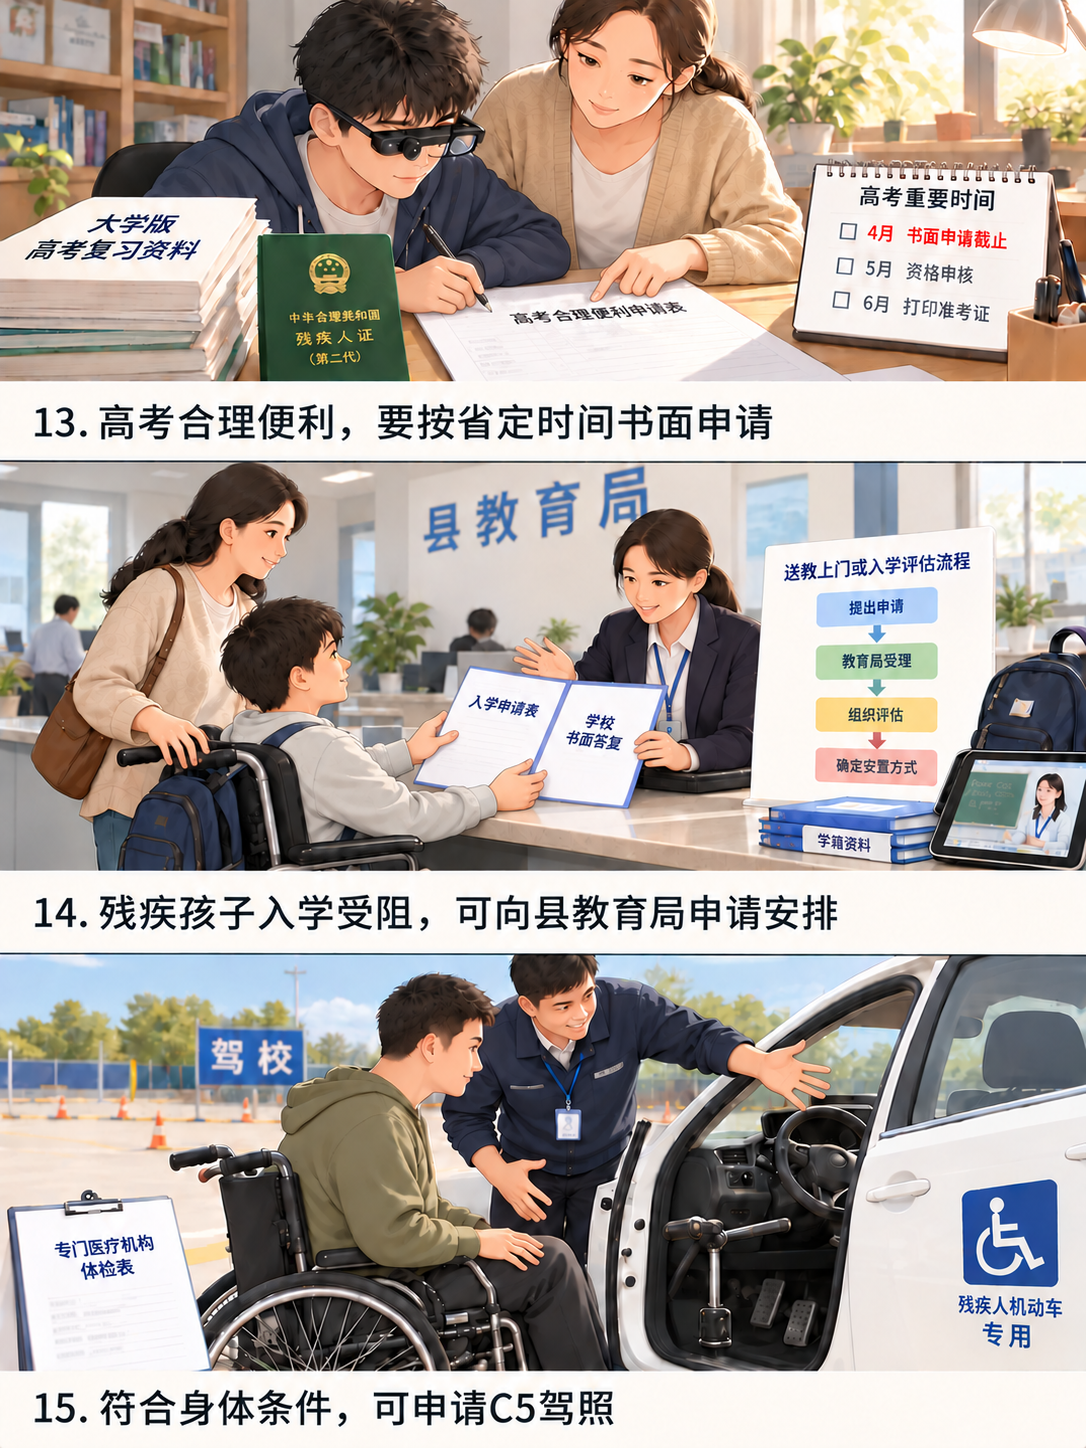 大学版
高考复习资料
残疾人证
(第二代)
高考合理便利申请表
高考重要时间
4月 书面申请截止
5月 资格申核
6月 打印准考证
13. 高考合理便利，要按省定时间书面申请
县教育局
入学申请表
学校
书面答复
送教上门或入学评估流程
提出申请
教育局受理
组织评估
确定安置方式
学籍资料
14. 残疾孩子入学受阻，可向县教育局申请安排
驾校
专门医疗机构
体检表
残疾人机动车
专用
15. 符合身体条件，可申请C5驾照